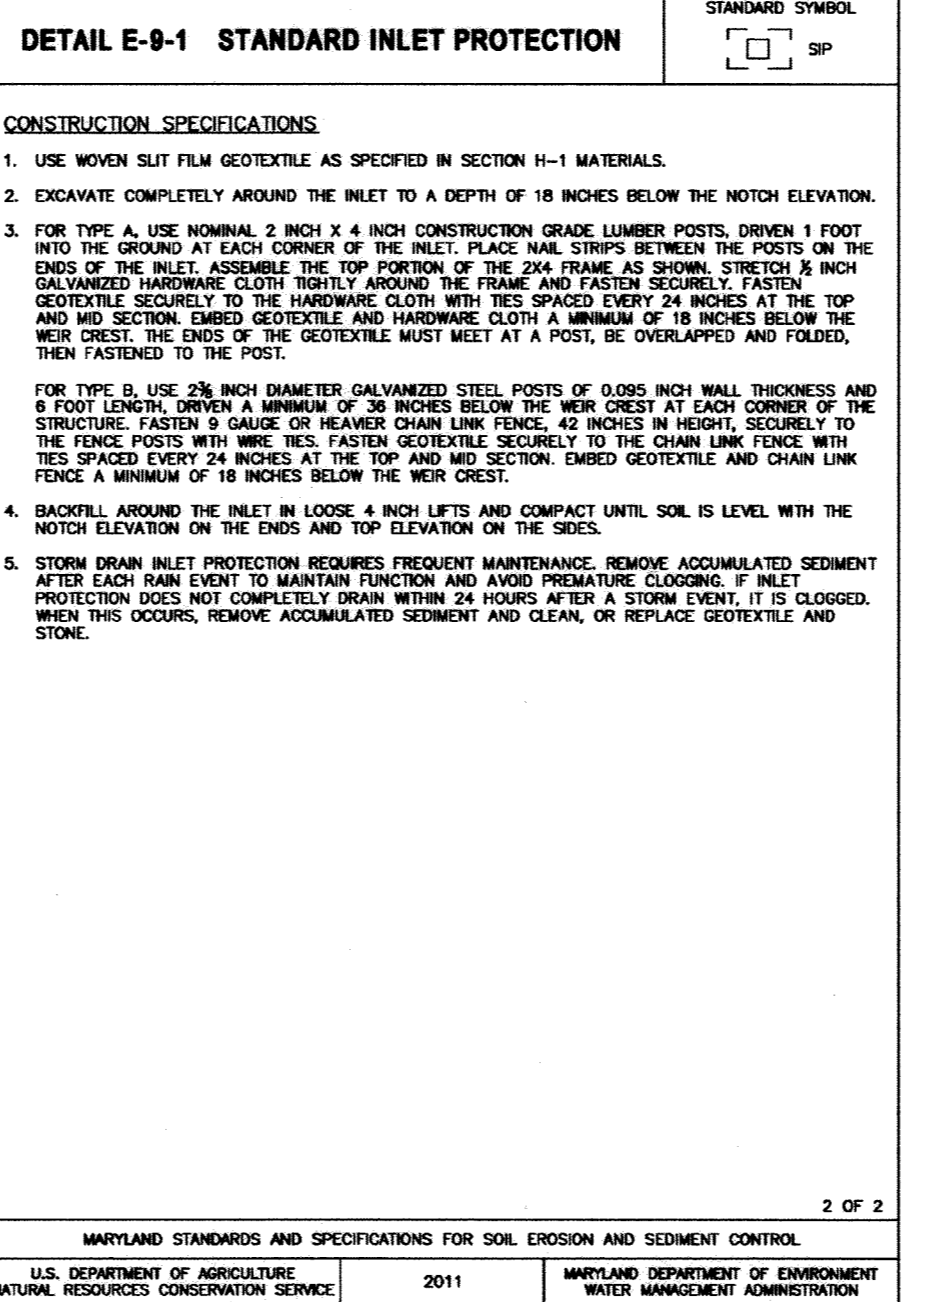 STANDARD SYMBOL
DETAIL E-9-1 STANDARD INLET PROTECTION
SIP
CONSTRUCTION SPECIFICATIONS
1. USE WOVEN SLIT FILM GEOTEXTILE AS SPECIFIED IN SECTION H-1 MATERIALS.
2. EXCAVATE COMPLETELY AROUND THE INLET TO A DEPTH OF 18 INCHES BELOW THE NOTCH ELEVATION.
3. FOR TYPE A, USE NOMINAL 2 INCH X 4 INCH CONSTRUCTION GRADE LUMBER POSTS, DRIVEN 1 FOOT
INTO THE GROUND AT EACH CORNER OF THE INLET. PLACE NAIL STRIPS BETWEEN THE POSTS ON THE
ENDS OF THE INLET. ASSEMBLE THE TOP PORTION OF THE 2X4 FRAME AS SHOWN. STRETCH ½ INCH
GALVANIZED HARDWARE CLOTH TIGHTLY AROUND THE FRAME AND FASTEN SECURELY. FASTEN
GEOTEXTILE SECURELY TO THE HARDWARE CLOTH WITH TIES SPACED EVERY 24 INCHES AT THE TOP
AND MID SECTION. EMBED GEOTEXTILE AND HARDWARE CLOTH A MINIMUM OF 18 INCHES BELOW THE
WEIR CREST. THE ENDS OF THE GEOTEXTILE MUST MEET AT A POST, BE OVERLAPPED AND FOLDED,
THEN FASTENED TO THE POST.
FOR TYPE B, USE 2⅜ INCH DIAMETER GALVANIZED STEEL POSTS OF 0.095 INCH WALL THICKNESS AND
6 FOOT LENGTH, DRIVEN A MINIMUM OF 36 INCHES BELOW THE WEIR CREST AT EACH CORNER OF THE
STRUCTURE. FASTEN 9 GAUGE OR HEAVIER CHAIN LINK FENCE, 42 INCHES IN HEIGHT, SECURELY TO
THE FENCE POSTS WITH WIRE TIES. FASTEN GEOTEXTILE SECURELY TO THE CHAIN LINK FENCE WITH
TIES SPACED EVERY 24 INCHES AT THE TOP AND MID SECTION. EMBED GEOTEXTILE AND CHAIN LINK
FENCE A MINIMUM OF 18 INCHES BELOW THE WEIR CREST.
4. BACKFILL AROUND THE INLET IN LOOSE 4 INCH LIFTS AND COMPACT UNTIL SOIL IS LEVEL WITH THE
NOTCH ELEVATION ON THE ENDS AND TOP ELEVATION ON THE SIDES.
5. STORM DRAIN INLET PROTECTION REQUIRES FREQUENT MAINTENANCE. REMOVE ACCUMULATED SEDIMENT
AFTER EACH RAIN EVENT TO MAINTAIN FUNCTION AND AVOID PREMATURE CLOGGING. IF INLET
PROTECTION DOES NOT COMPLETELY DRAIN WITHIN 24 HOURS AFTER A STORM EVENT, IT IS CLOGGED.
WHEN THIS OCCURS, REMOVE ACCUMULATED SEDIMENT AND CLEAN, OR REPLACE GEOTEXTILE AND
STONE.
2 OF 2
MARYLAND STANDARDS AND SPECIFICATIONS FOR SOIL EROSION AND SEDIMENT CONTROL
U.S. DEPARTMENT OF AGRICULTURE
ATURAL RESOURCES CONSERVATION SERVICE
2011
MARYLAND DEPARTMENT OF ENVIRONMENT
WATER MANAGEMENT ADMINISTRATION